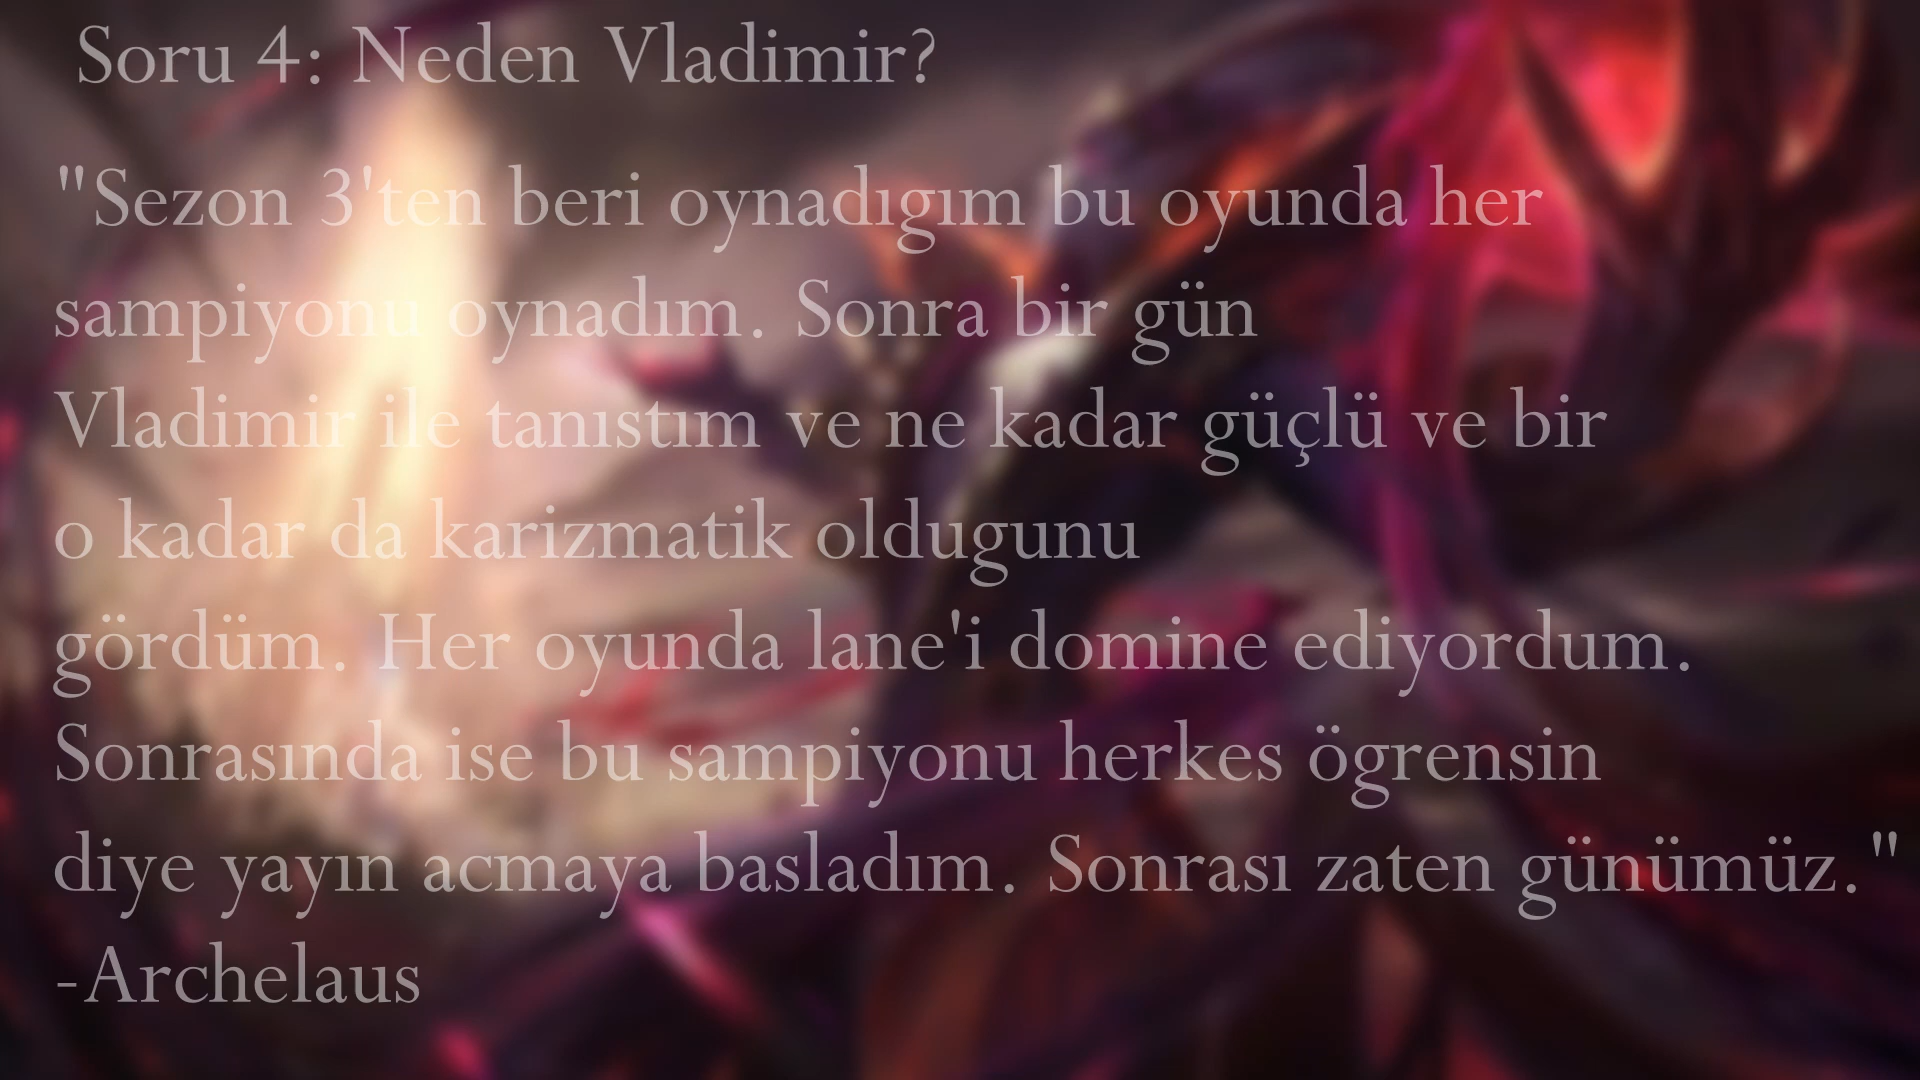 Soru 4: Neden Vladimir?
"Sezon 3'ten beri oynadıgım bu oyunda her
sampiyonu oynadım. Sonra bir gün
Vladimir ile tanıstım ve ne kadar güçlü ve bir
o kadar da karizmatik oldugunu
gördüm. Her oyunda lane'i domine ediyordum.
Sonrasında ise bu sampiyonu herkes ögrensin
diye yayın acmaya basladım. Sonrası zaten günümüz."
-Archelaus